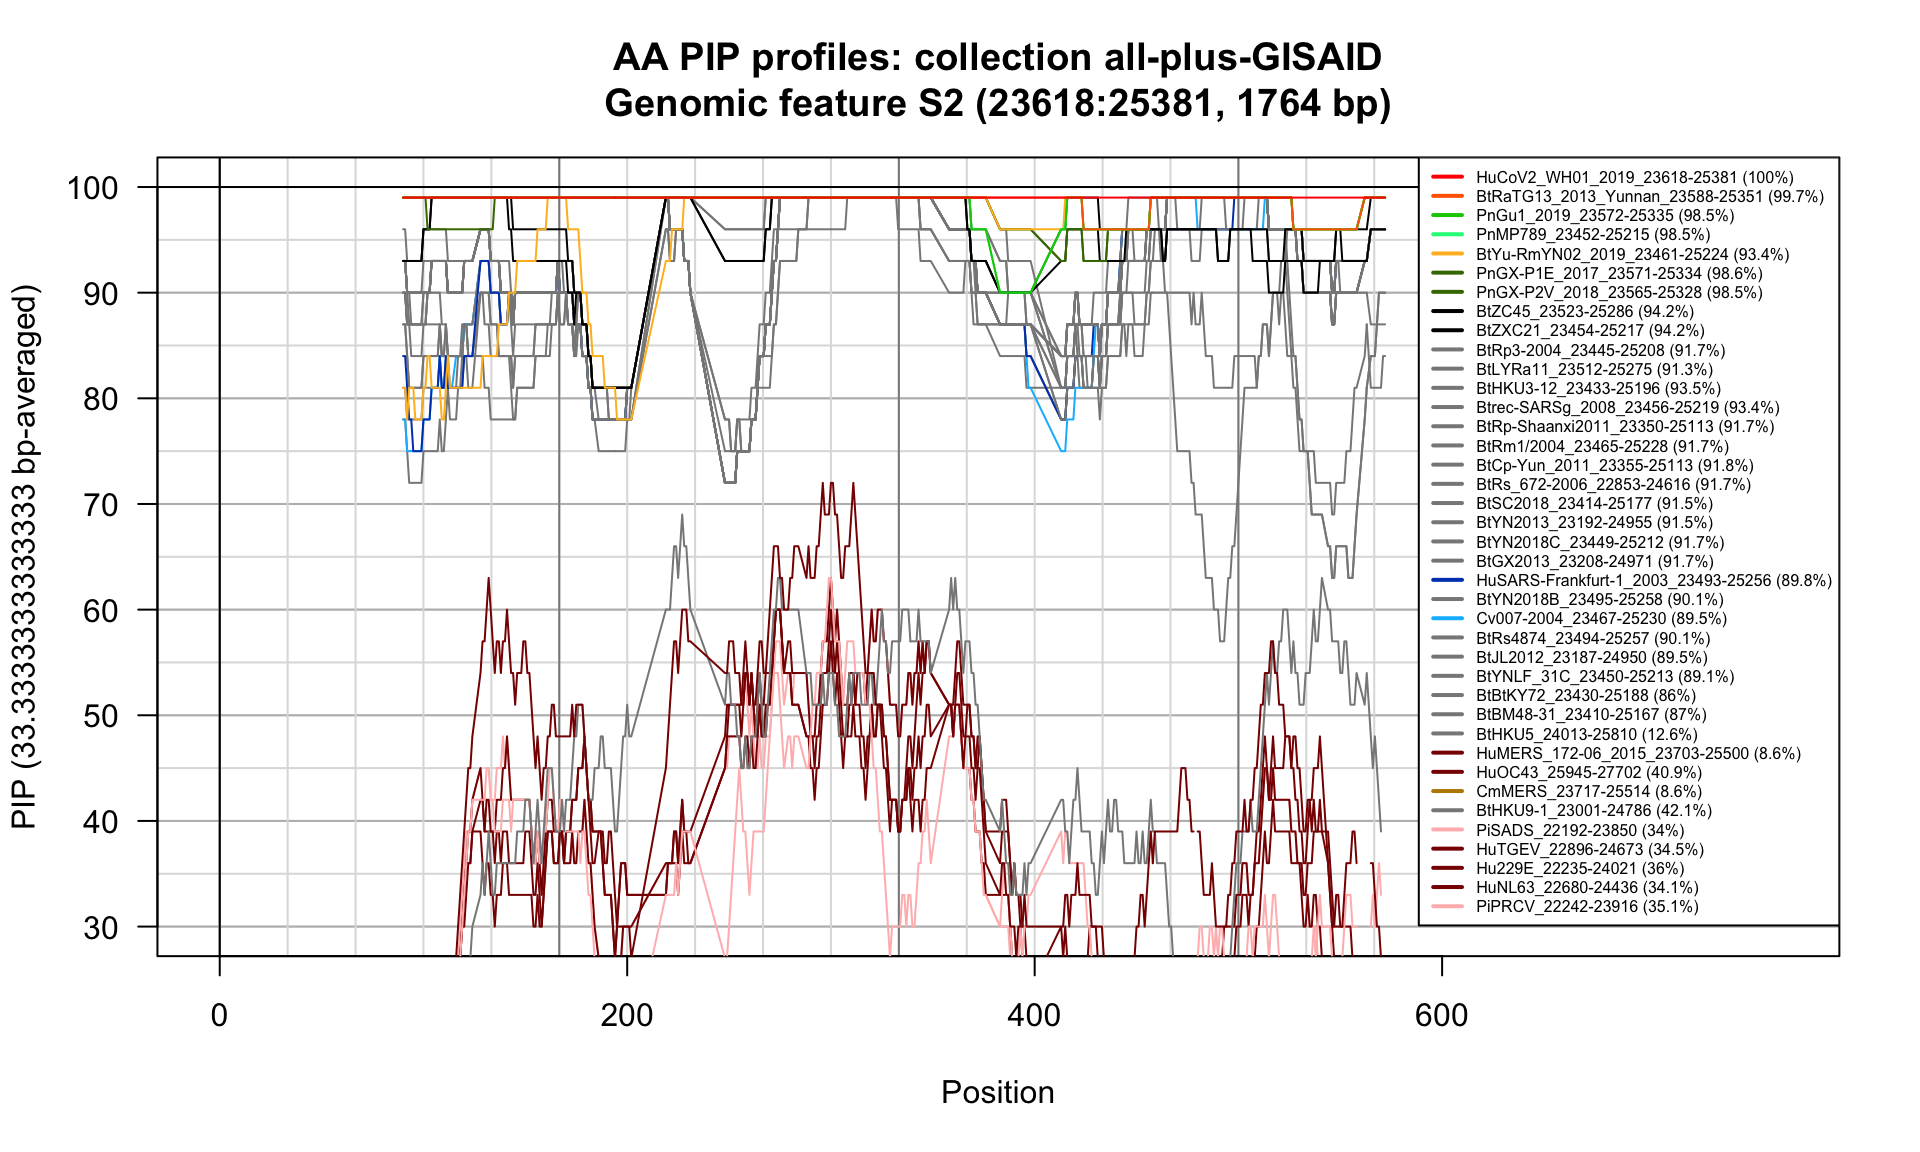 AA PIP profiles: collection all-plus-GISAID
Genomic feature S2 (23618:25381, 1764 bp)
PIP (33.3333333333333 bp-averaged)
100
90
80
70
60
50
40
30
0
200
400
600
Position
HuCoV2_WH01_2019_23618-25381 (100%)
BtRaTG13_2013_Yunnan_23588-25351 (99.7%)
PnGu1_2019_23572-25335 (98.5%)
PnMP789_23452-25215 (98.5%)
BtYu-RmYN02_2019_23461-25224 (93.4%)
PnGX-P1E_2017_23571-25334 (98.6%)
PnGX-P2V_2018_23565-25328 (98.5%)
BtZC45_23523-25286 (94.2%)
BtZXC21_23454-25217 (94.2%)
BtRp3-2004_23445-25208 (91.7%)
BtLYRa11_23512-25275 (91.3%)
BtHKU3-12_23433-25196 (93.5%)
Btrec-SARSg_2008_23456-25219 (93.4%)
BtRp-Shaanxi2011_23350-25113 (91.7%)
BtRm1/2004_23465-25228 (91.7%)
BtCp-Yun_2011_23355-25113 (91.8%)
BtRs_672-2006_22853-24616 (91.7%)
BtSC2018_23414-25177 (91.5%)
BtYN2013_23192-24955 (91.5%)
BtYN2018C_23449-25212 (91.7%)
BtGX2013_23208-24971 (91.7%)
HuSARS-Frankfurt-1_2003_23493-25256 (89.8%)
BtYN2018B_23495-25258 (90.1%)
Cv007-2004_23467-25230 (89.5%)
BtRs4874_23494-25257 (90.1%)
BtJL2012_23187-24950 (89.5%)
BtYNLF_31C_23450-25213 (89.1%)
BtBtKY72_23430-25188 (86%)
BtBM48-31_23410-25167 (87%)
BtHKU5_24013-25810 (12.6%)
HuMERS_172-06_2015_23703-25500 (8.6%)
HuOC43_25945-27702 (40.9%)
CmMERS_23717-25514 (8.6%)
BtHKU9-1_23001-24786 (42.1%)
PiSADS_22192-23850 (34%)
HuTGEV_22896-24673 (34.5%)
Hu229E_22235-24021 (36%)
HuNL63_22680-24436 (34.1%)
PiPRCV_22242-23916 (35.1%)